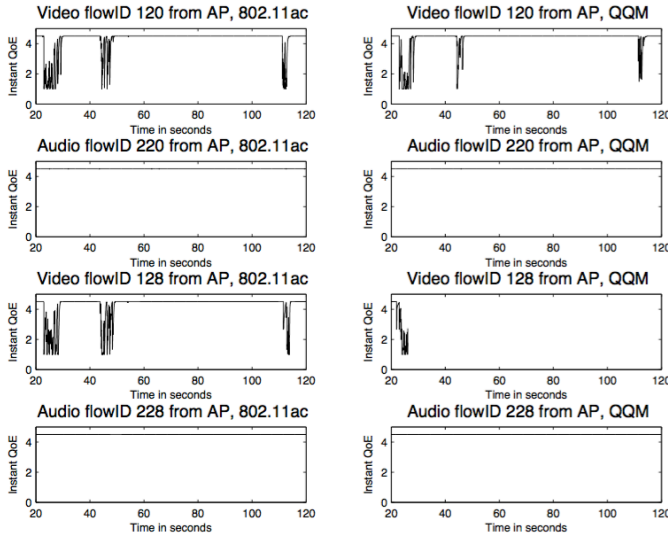 Video flowID 120 from AP, 802.11ac
Instant QoE
4
2
0
20 40 60 80 100 120
Time in seconds
Video flowID 120 from AP, QQM
Instant QoE
4
2
0
20 40 60 80 100 120
Time in seconds
Audio flowID 220 from AP, 802.11ac
Instant QoE
4
2
0
20 40 60 80 100 120
Time in seconds
Audio flowID 220 from AP, QQM
Instant QoE
4
2
0
20 40 60 80 100 120
Time in seconds
Video flowID 128 from AP, 802.11ac
Instant QoE
4
2
0
20 40 60 80 100 120
Time in seconds
Video flowID 128 from AP, QQM
Instant QoE
4
2
0
20 40 60 80 100 120
Time in seconds
Audio flowID 228 from AP, 802.11ac
Instant QoE
4
2
0
20 40 60 80 100 120
Time in seconds
Audio flowID 228 from AP, QQM
Instant QoE
4
2
0
20 40 60 80 100 120
Time in seconds